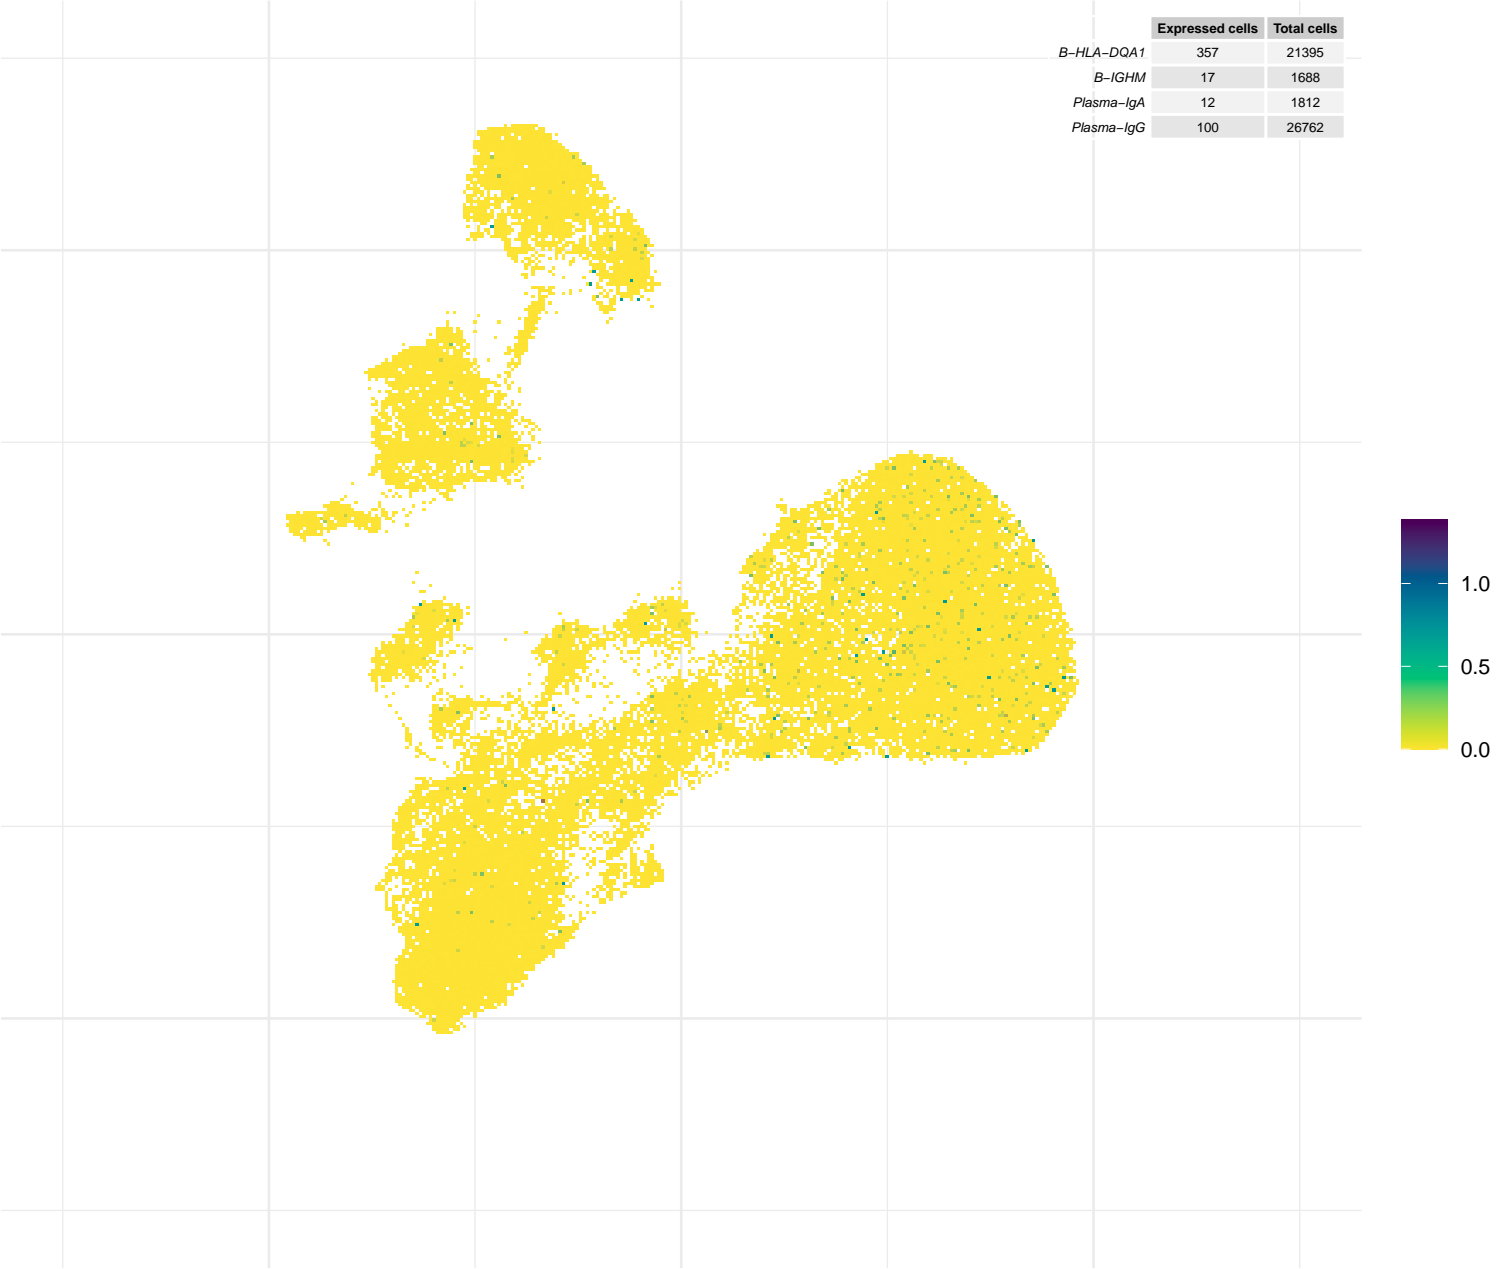 Expressed cells Total cells
B−HLA−DQA1 357 21395
B−IGHM 17 1688
Plasma−IgA 12 1812
Plasma−IgG 100 26762
1.0
0.5
0.0